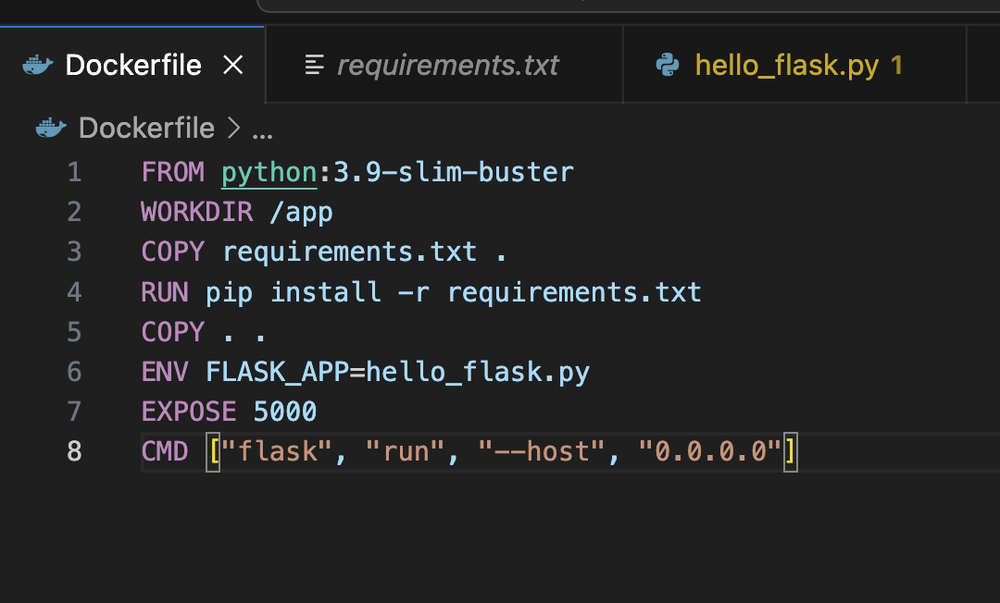 Dockerfile
requirements.txt
hello_flask.py 1
Dockerfile > ...
1 FROM python:3.9-slim-buster
2 WORKDIR /app
3 COPY requirements.txt .
4 RUN pip install -r requirements.txt
5 COPY . .
6 ENV FLASK_APP=hello_flask.py
7 EXPOSE 5000
8 CMD ["flask", "run", "--host", "0.0.0.0"]